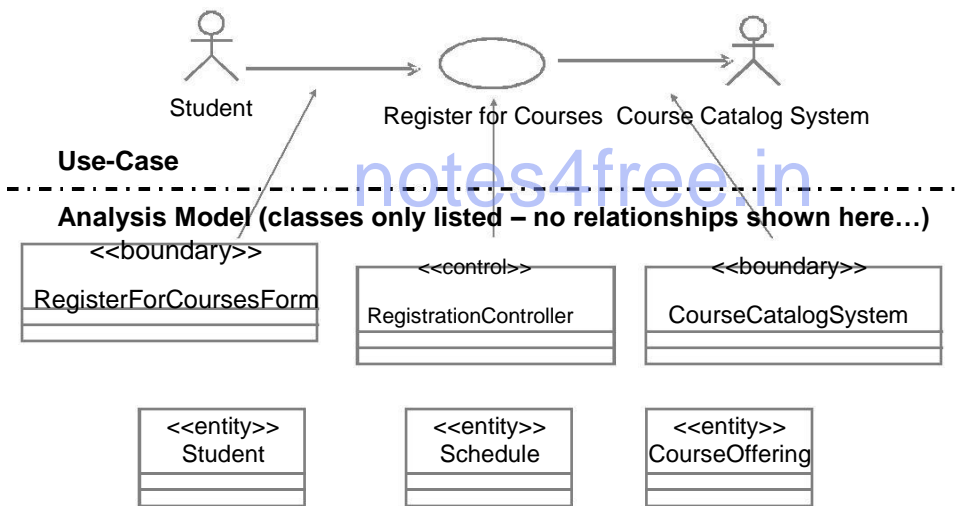 Student
Register for Courses
Course Catalog System
Use-Case
notes4free.in
Analysis Model (classes only listed – no relationships shown here…)
<<boundary>>
RegisterForCoursesForm
<<control>>
RegistrationController
<<boundary>>
CourseCatalogSystem
<<entity>>
Student
<<entity>>
Schedule
<<entity>>
CourseOffering